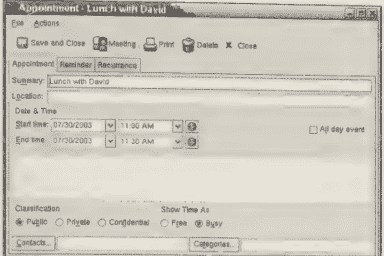 Appointment - Lunch with David
File Actions
Save and Close Meeting Print Delete X Close
Appointment Reminder Recurrence
Summary: Lunch with David
Location:
Date & Time
Start time: 07/30/2003 11:00 AM All day event
End time: 07/30/2003 11:30 AM
Classification Show Time As
Public Private Confidential Free Busy
Contacts... Categories...